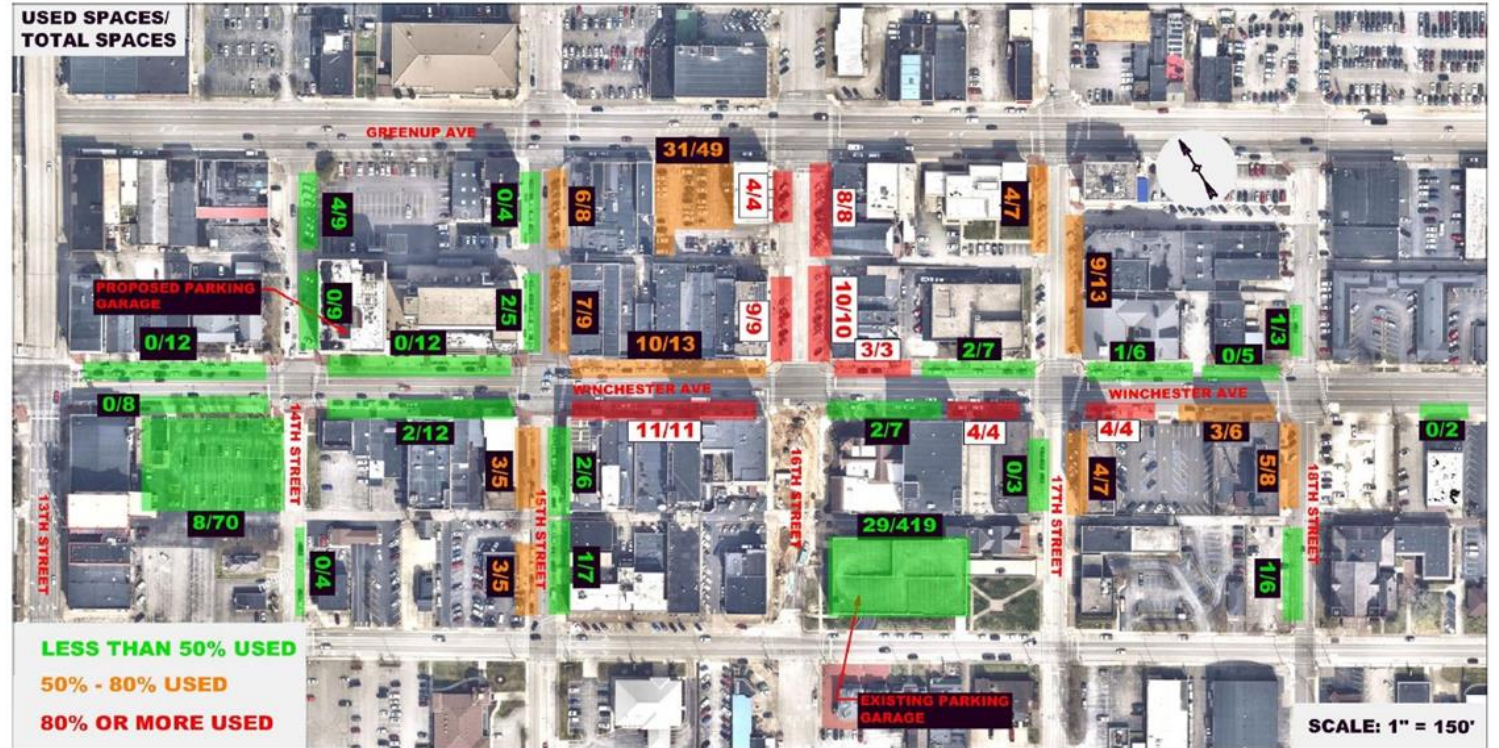 USED SPACES/
TOTAL SPACES
GREENUP AVE
31/49
4/9
0/4
6/8
4/4
8/8
4/7
PROPOSED PARKING
GARAGE
0/9
2/5
7/9
9/9
10/10
9/13
1/3
0/12
0/12
10/13
3/3
2/7
1/6
0/5
WINCHESTER AVE
WINCHESTER AVE
0/8
2/12
11/11
2/7
4/4
4/4
3/6
0/2
13TH STREET
14TH STREET
3/5
15TH STREET
2/6
16TH STREET
0/3
17TH STREET
4/7
5/8
18TH STREET
8/70
0/4
3/5
1/7
29/419
1/6
LESS THAN 50% USED
50% - 80% USED
80% OR MORE USED
EXISTING PARKING
GARAGE
SCALE: 1" = 150'